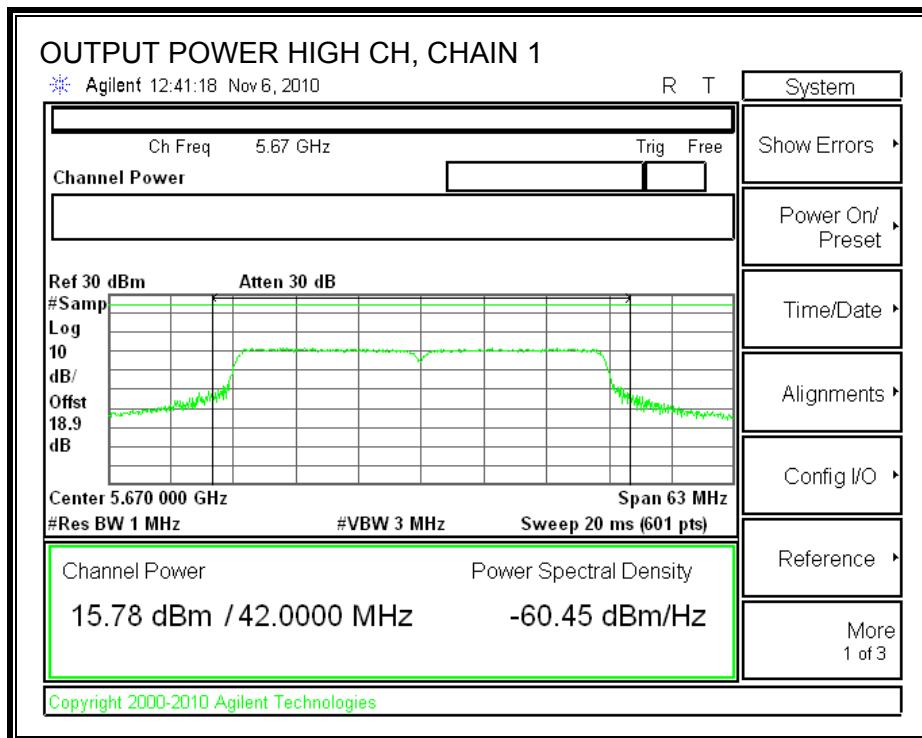 OUTPUT POWER HIGH CH, CHAIN 1
Agilent 12:41:18 Nov 6, 2010 R T
System
Ch Freq 5.67 GHz Trig Free
Channel Power
Show Errors
Power On/
Preset
Time/Date
Alignments
Config I/O
Reference
More
1 of 3
Ref 30 dBm Atten 30 dB
#Samp
Log
10
dB/
Offst
18.9
dB
Center 5.670 000 GHz Span 63 MHz
#Res BW 1 MHz #VBW 3 MHz Sweep 20 ms (601 pts)
Channel Power Power Spectral Density
15.78 dBm / 42.0000 MHz -60.45 dBm/Hz
Copyright 2000-2010 Agilent Technologies